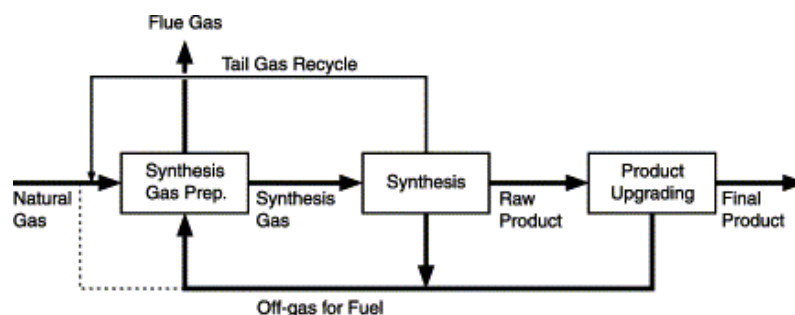 Flue Gas
Tail Gas Recycle
Synthesis
Gas Prep.
Synthesis
Product
Upgrading
Natural
Gas
Synthesis
Gas
Raw
Product
Final
Product
Off-gas for Fuel